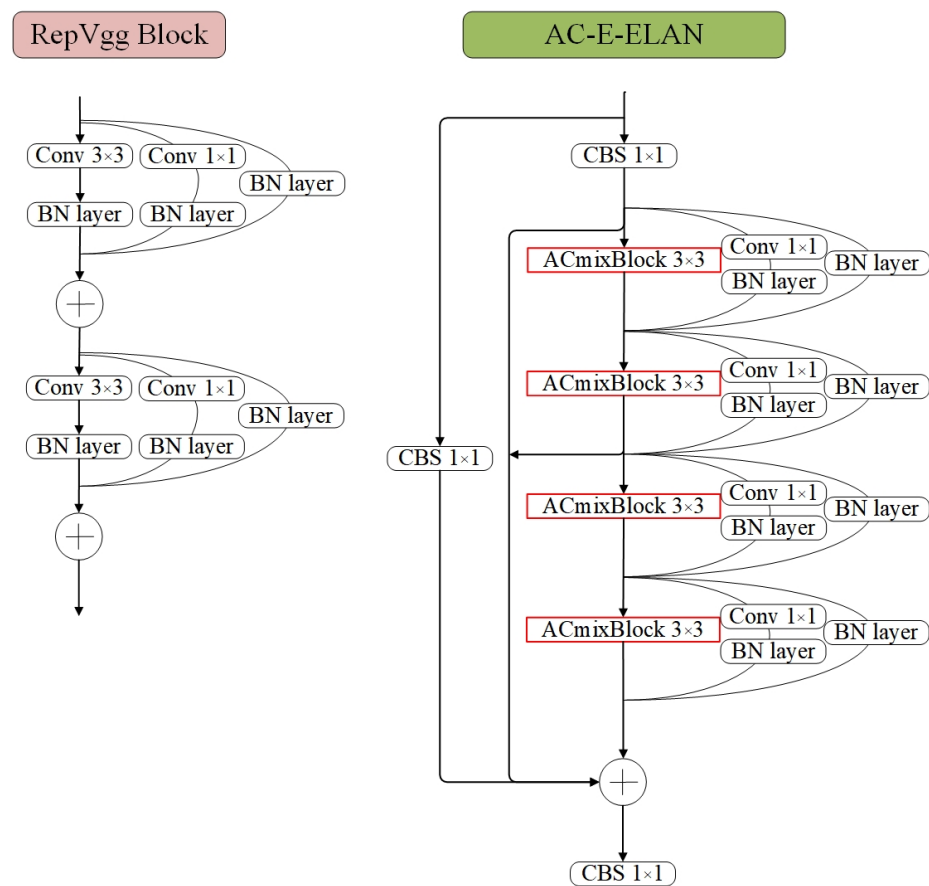 RepVgg Block
Conv 3×3
Conv 1×1
BN layer
BN layer
BN layer
Conv 3×3
Conv 1×1
BN layer
BN layer
BN layer
AC-E-ELAN
CBS 1×1
Conv 1×1
ACmixBlock 3×3
BN layer
BN layer
Conv 1×1
ACmixBlock 3×3
BN layer
BN layer
CBS 1×1
Conv 1×1
ACmixBlock 3×3
BN layer
BN layer
Conv 1×1
ACmixBlock 3×3
BN layer
BN layer
CBS 1×1